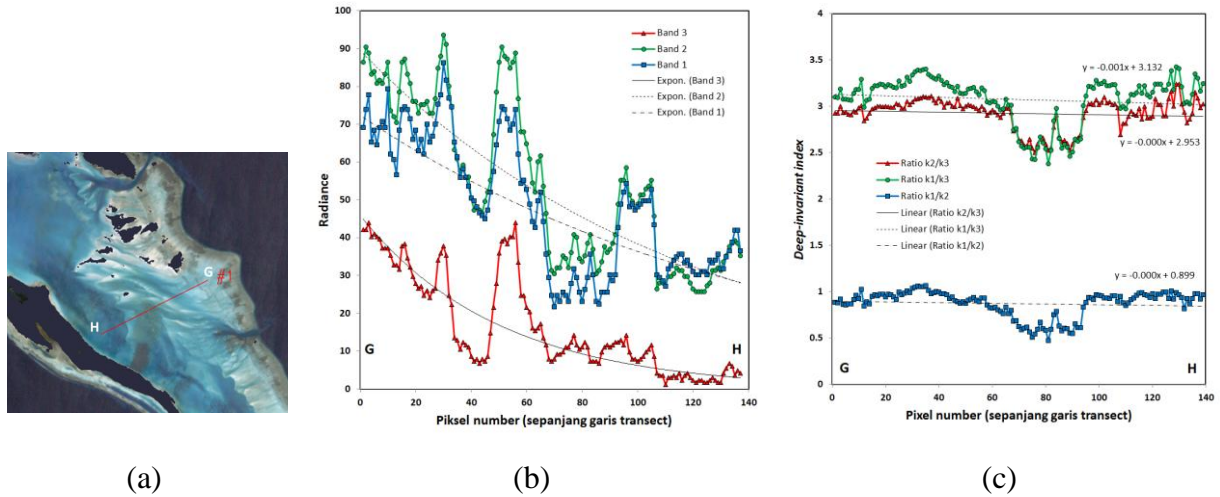 G
#1
H
(a)
100
90
80
70
60
50
40
30
20
10
0
Radiance
Band 3
Band 2
Band 1
Expon. (Band 3)
Expon. (Band 2)
Expon. (Band 1)
G
H
0 20 40 60 80 100 120 140
Piksel number (sepanjang garis transect)
(b)
4
3.5
3
2.5
2
1.5
1
0.5
0
Deep-invariant index
y = -0.001x + 3.132
y = -0.000x + 2.953
Ratio k2/k3
Ratio k1/k3
Ratio k1/k2
Linear (Ratio k2/k3)
Linear (Ratio k1/k3)
Linear (Ratio k1/k2)
y = -0.000x + 0.899
G
H
0 20 40 60 80 100 120 140
Pixel number (sepanjang garis transect)
(c)